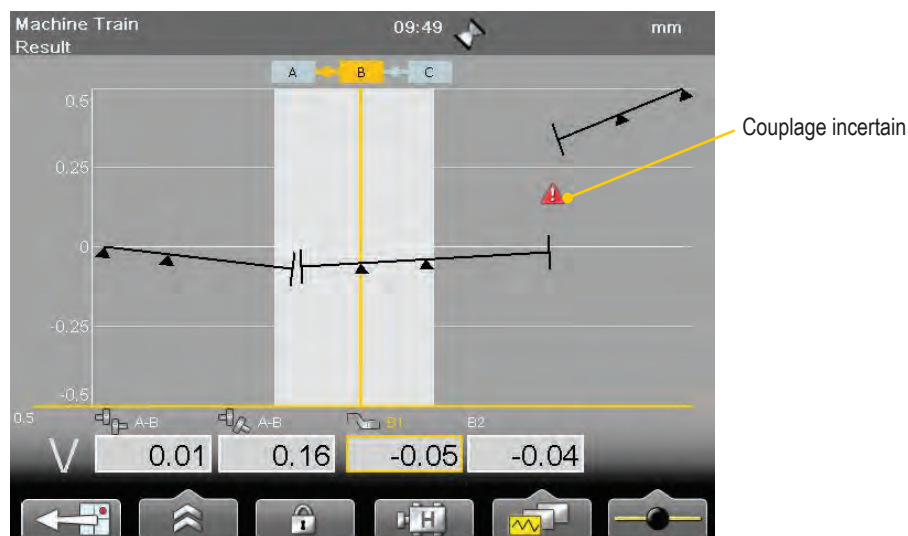 Machine Train
09:49
mm
Result
A
B
C
0.5
0.25
Couplage incertain
0
-0.25
-0.5
0.5
A-B
A-B
B1
B2
V
0.01
0.16
-0.05
-0.04
H